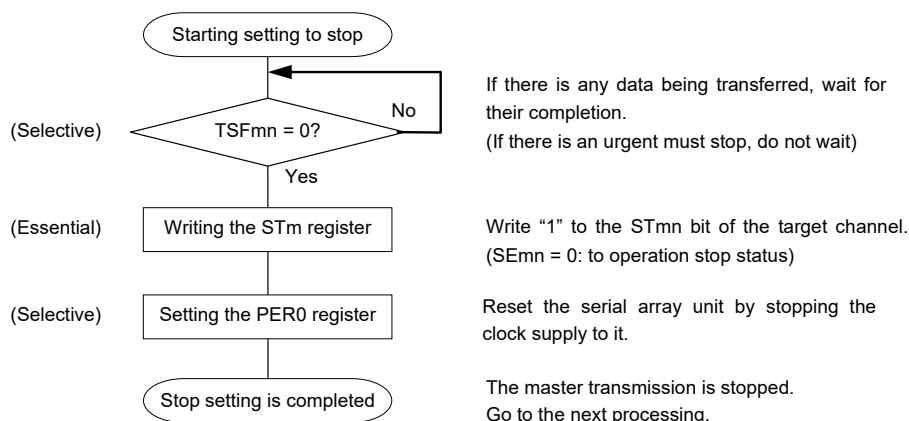 Starting setting to stop
No
If there is any data being transferred, wait for
their completion.
(If there is an urgent must stop, do not wait)
(Selective)
TSFmn = 0?
Yes
(Essential)
Writing the STm register
Write “1” to the STmn bit of the target channel.
(SEmn = 0: to operation stop status)
(Selective)
Setting the PER0 register
Reset the serial array unit by stopping the
clock supply to it.
Stop setting is completed
The master transmission is stopped.
Go to the next processing.